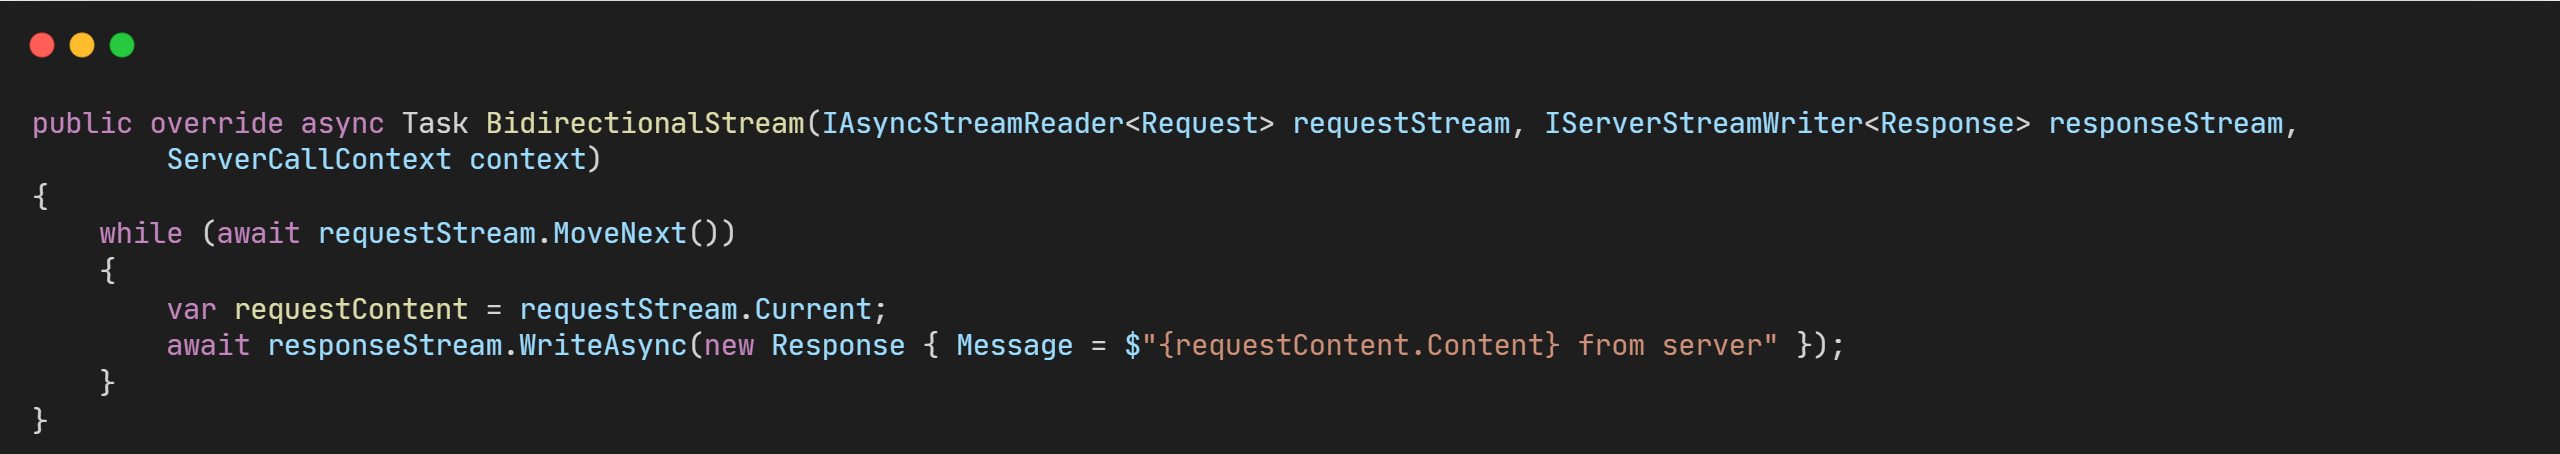 public override async Task BidirectionalStream(IAsyncStreamReader<Request> requestStream, IServerStreamWriter<Response> responseStream,
        ServerCallContext context)
{
    while (await requestStream.MoveNext())
    {
        var requestContent = requestStream.Current;
        await responseStream.WriteAsync(new Response { Message = $"{requestContent.Content} from server" });
    }
}